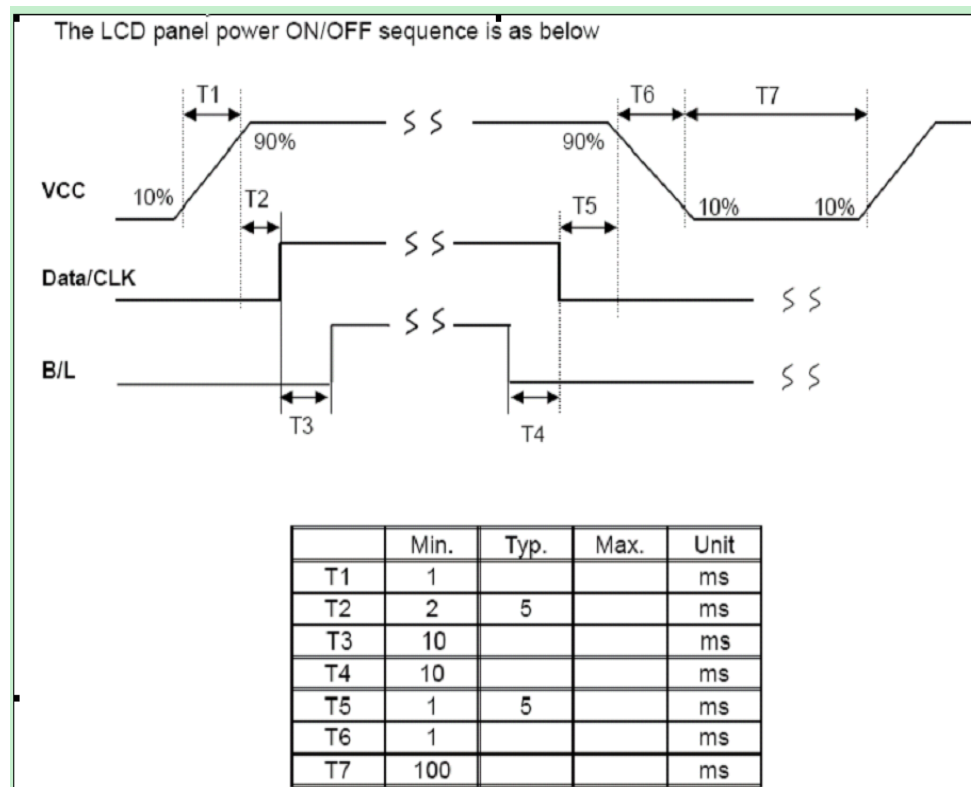 The LCD panel power ON/OFF sequence is as below
T1
T6
T7
90%
90%
VCC
10%
T2
T5
10%
10%
Data/CLK
B/L
T3
T4
Min. Typ. Max. Unit
T1 1 ms
T2 2 5 ms
T3 10 ms
T4 10 ms
T5 1 5 ms
T6 1 ms
T7 100 ms